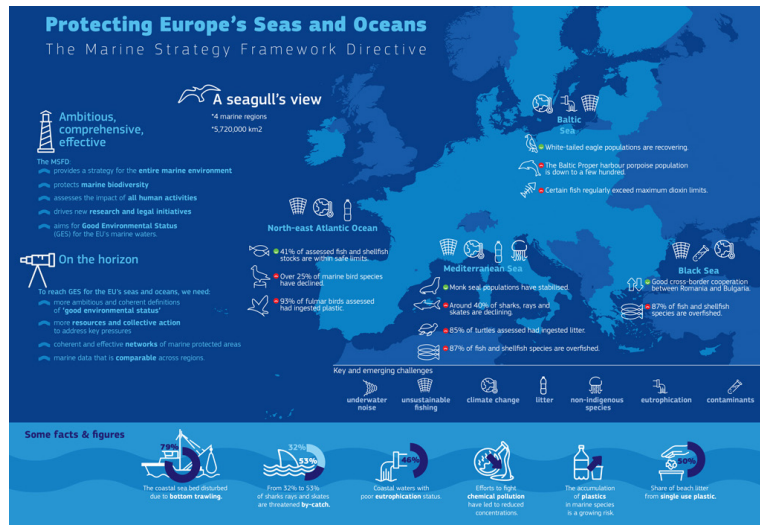 Protecting Europe's Seas and Oceans
The Marine Strategy Framework Directive
A seagull's view
*4 marine regions
*5,720,000 km2
Ambitious,
comprehensive,
effective
The MSFD:
provides a strategy for the entire marine environment
protects marine biodiversity
assesses the impact of all human activities
drives new research and legal initiatives
aims for Good Environmental Status
(GES) for the EU's marine waters.
On the horizon
To reach GES for the EU's seas and oceans, we need:
more ambitious and coherent definitions
of 'good environmental status'
more resources and collective action
to address key pressures
coherent and effective networks of marine protected areas
marine data that is comparable across regions.
Baltic
Sea
White-tailed eagle populations are recovering.
The Baltic Proper harbour porpoise population
is down to a few hundred.
Certain fish regularly exceed maximum dioxin limits.
North-east Atlantic Ocean
41% of assessed fish and shellfish
stocks are within safe limits.
Over 25% of marine bird species
have declined.
93% of fulmar birds assessed
had ingested plastic.
Mediterranean Sea
Monk seal populations have stabilised.
Around 40% of sharks, rays and
skates are declining.
85% of turtles assessed had ingested litter.
87% of fish and shellfish species are overfished.
Black Sea
Good cross-border cooperation
between Romania and Bulgaria.
87% of fish and shellfish
species are overfished.
Key and emerging challenges
underwater
noise
unsustainable
fishing
climate change
litter
non-indigenous
species
eutrophication
contaminants
Some facts & figures
79%
The coastal sea bed disturbed
due to bottom trawling.
32%
53%
From 32% to 53%
of sharks rays and skates
are threatened by-catch.
46%
Coastal waters with
poor eutrophication status.
Efforts to fight
chemical pollution
have led to reduced
concentrations.
The accumulation
of plastics
in marine species
is a growing risk.
50%
Share of beach litter
from single use plastic.